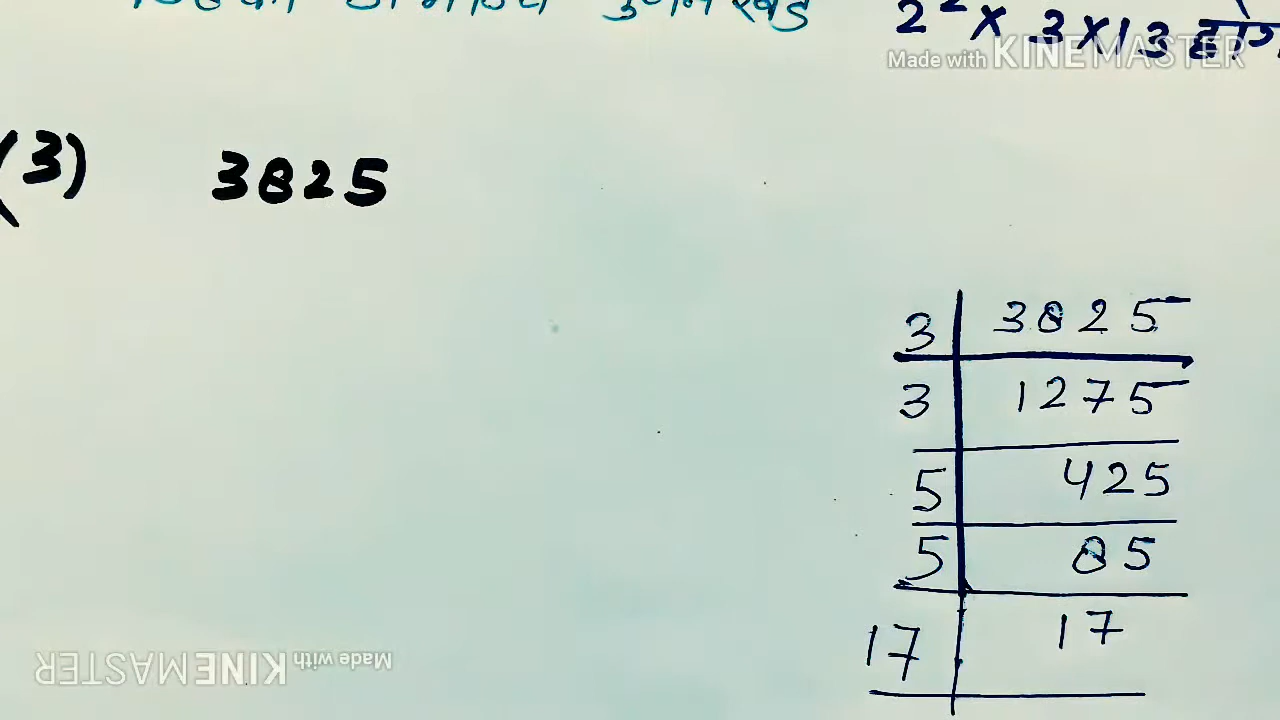 2² × 3 × 13
Made with KINEMASTER
(3) 3825
3 | 3825
3 | 1275
5 | 425
5 | 85
17 | 17
Made with KINEMASTER